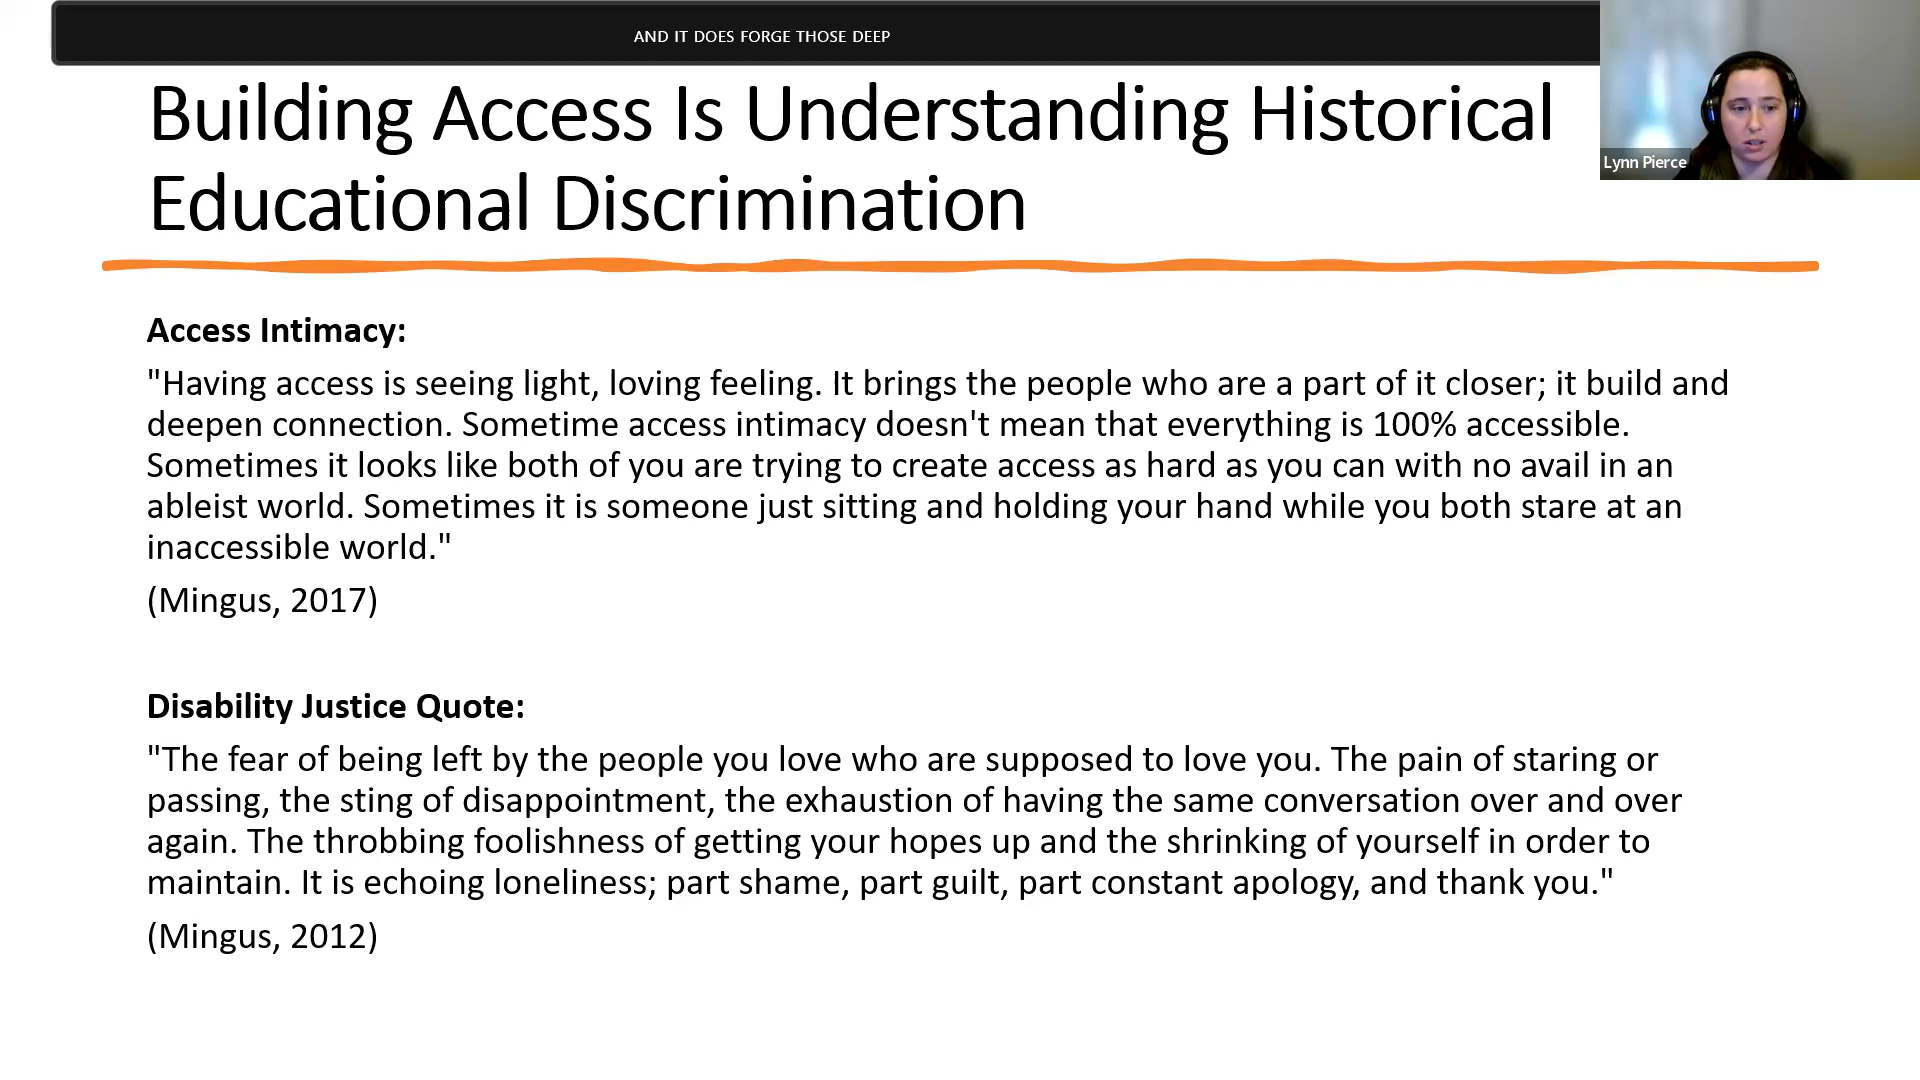 AND IT DOES FORGE THOSE DEEP
Building Access Is Understanding Historical
Educational Discrimination
Lynn Pierce
Access Intimacy:
"Having access is seeing light, loving feeling. It brings the people who are a part of it closer; it build and
deepen connection. Sometime access intimacy doesn't mean that everything is 100% accessible.
Sometimes it looks like both of you are trying to create access as hard as you can with no avail in an
ableist world. Sometimes it is someone just sitting and holding your hand while you both stare at an
inaccessible world."
(Mingus, 2017)
Disability Justice Quote:
"The fear of being left by the people you love who are supposed to love you. The pain of staring or
passing, the sting of disappointment, the exhaustion of having the same conversation over and over
again. The throbbing foolishness of getting your hopes up and the shrinking of yourself in order to
maintain. It is echoing loneliness; part shame, part guilt, part constant apology, and thank you."
(Mingus, 2012)